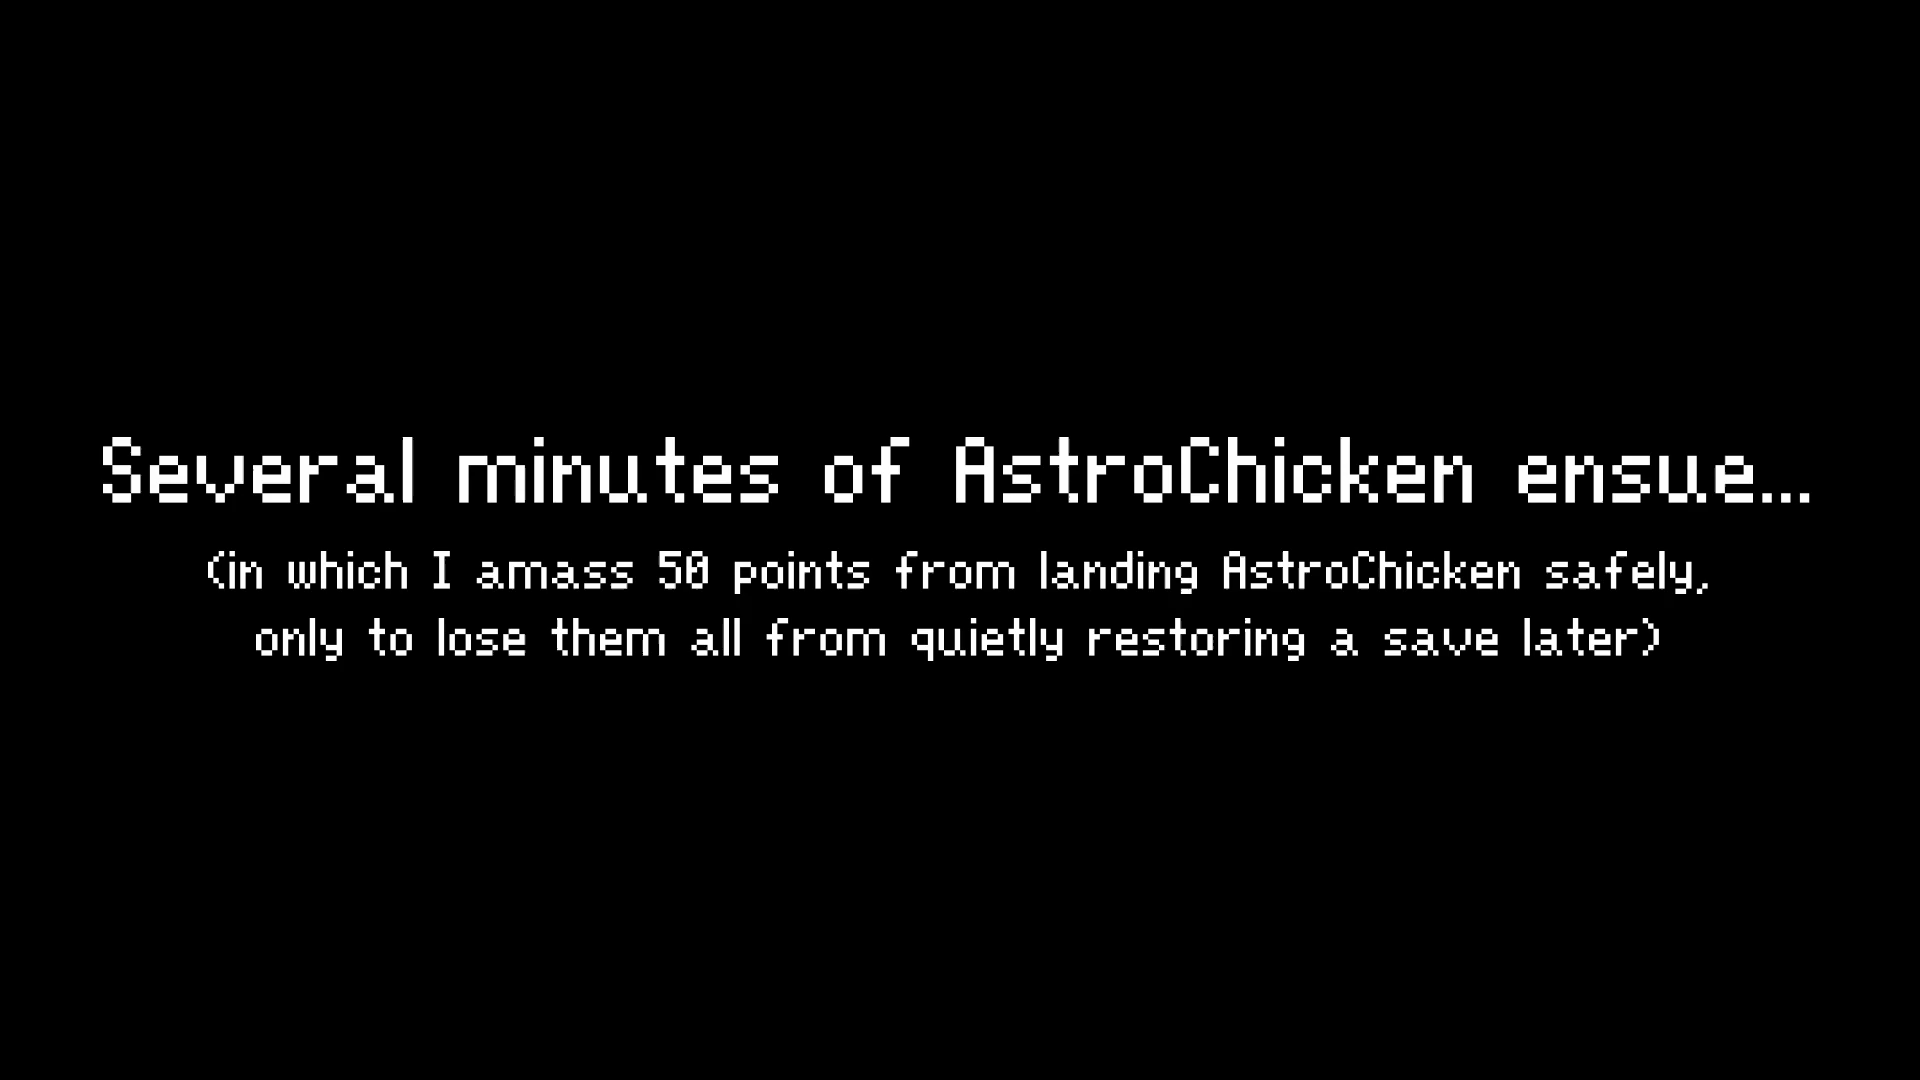 Several minutes of AstroChicken ensue...
(in which I amass 50 points from landing AstroChicken safely,
only to lose them all from quietly restoring a save later)